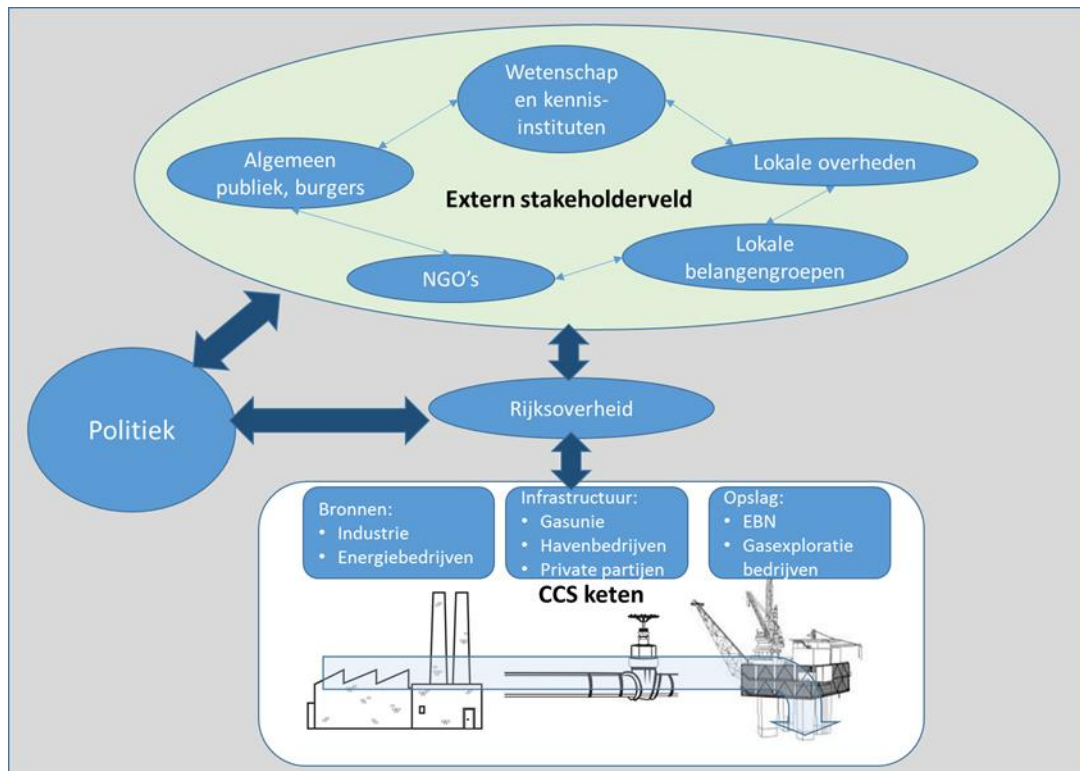 Wetenschap
en kennis-
instituten
Algemeen
publiek, burgers
Lokale overheden
Extern stakeholderveld
Lokale
belangengroepen
NGO's
Politiek
Rijksoverheid
Bronnen:
• Industrie
• Energiebedrijven
Infrastructuur:
• Gasunie
• Havenbedrijven
• Private partijen
Opslag:
• EBN
• Gasexploratie
bedrijven
CCS keten